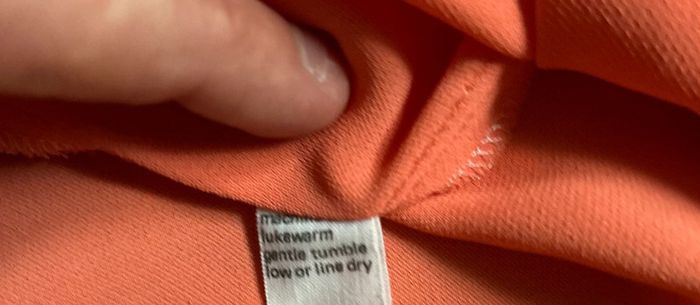 lukewarm
gentle tumble
low or line dry